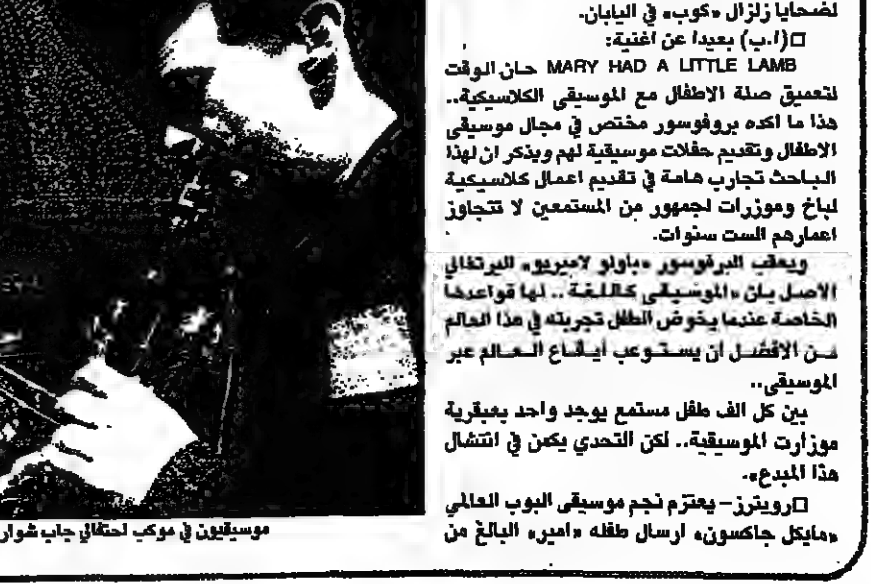 لضحايا زلزال «كوب» في اليابان.
□(ا.ب) بعيدا عن اغنية:
MARY HAD A LITTLE LAMB حان الوقت
لتعميق صلة الاطفال مع الموسيقى الكلاسيكية..
هذا ما اكده بروفوسور مختص في مجال موسيقى
الاطفال وتقديم حفلات موسيقية لهم ويذكر ان لهذا
الباحث تجارب هامة في تقديم اعمال كلاسيكية
لباخ وموزرات لجمهور من المستمعين لا تتجاوز
اعمارهم الست سنوات.
ويعقب البرفوسور «باولو لاميريو» البرتغالي
الاصل بان «الموسيقى كاللغة .. لها قواعدها
الخاصة عندما يخوض الطفل تجربته في هذا العالم
من الافضل ان يستوعب أيقاع العالم عبر
الموسيقى..
بين كل الف طفل مستمع يوجد واحد بعبقرية
موزارت الموسيقية.. لكن التحدي يكمن في انتشال
هذا المبدع».
□رويترز – يعتزم نجم موسيقى البوب العالمي
«مايكل جاكسون» ارسال طفله «امير» البالغ من
موسيقيون في موكب احتفالي جاب شوار